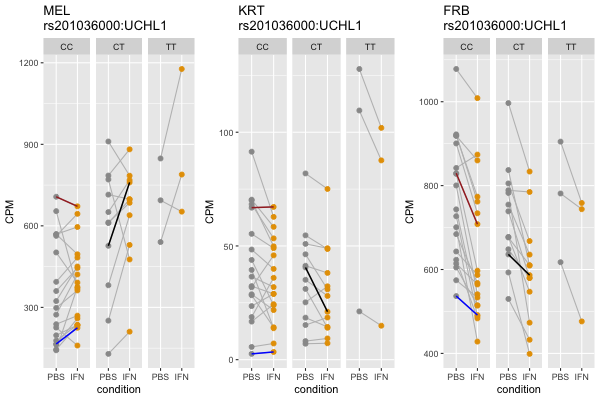 MEL
rs201036000:UCHL1
CC CT TT
CPM
1200
900
600
300
PBS IFN PBS IFN PBS IFN
condition
KRT
rs201036000:UCHL1
CC CT TT
CPM
100
50
0
PBS IFN PBS IFN PBS IFN
condition
FRB
rs201036000:UCHL1
CC CT TT
CPM
1000
800
600
400
PBS IFN PBS IFN PBS IFN
condition